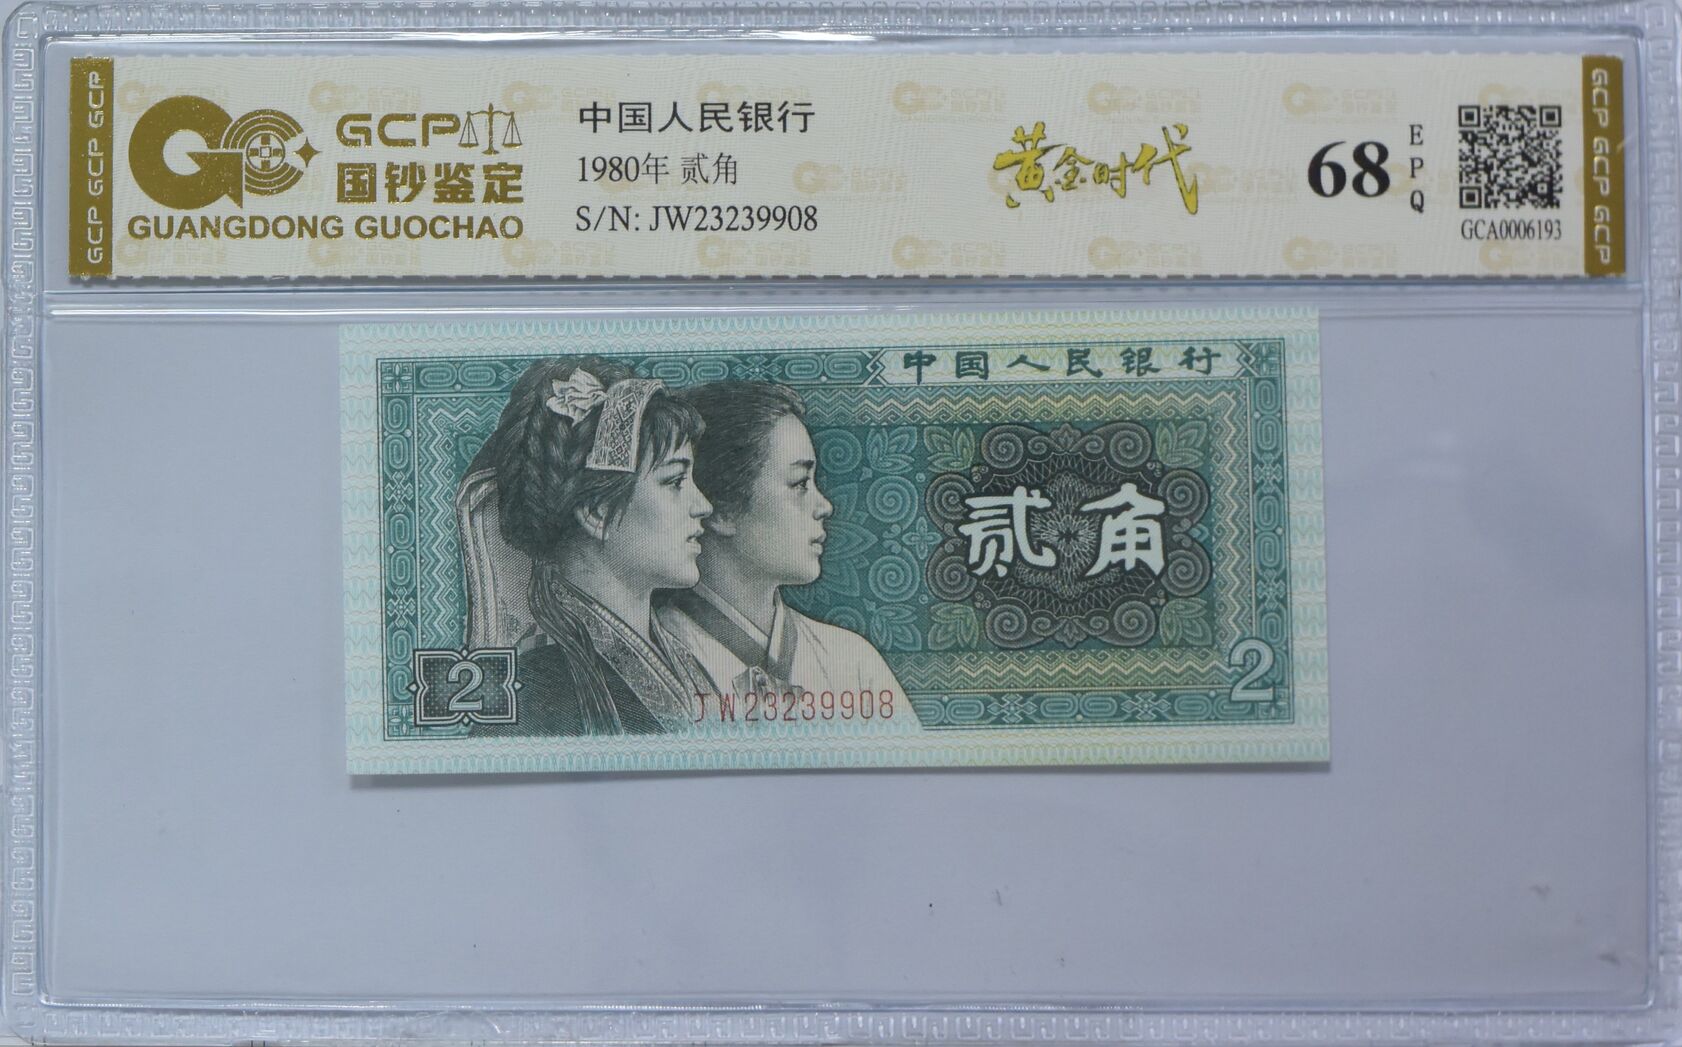 GCP GCP GCP
GCP
国钞鉴定
GUANGDONG GUOCHAO
中国人民银行
1980年 贰角
S/N: JW23239908
黄金时代
68
EPQ
GCA0006193
GCP GCP GCP
中国人民银行
贰角
2
2
JW23239908